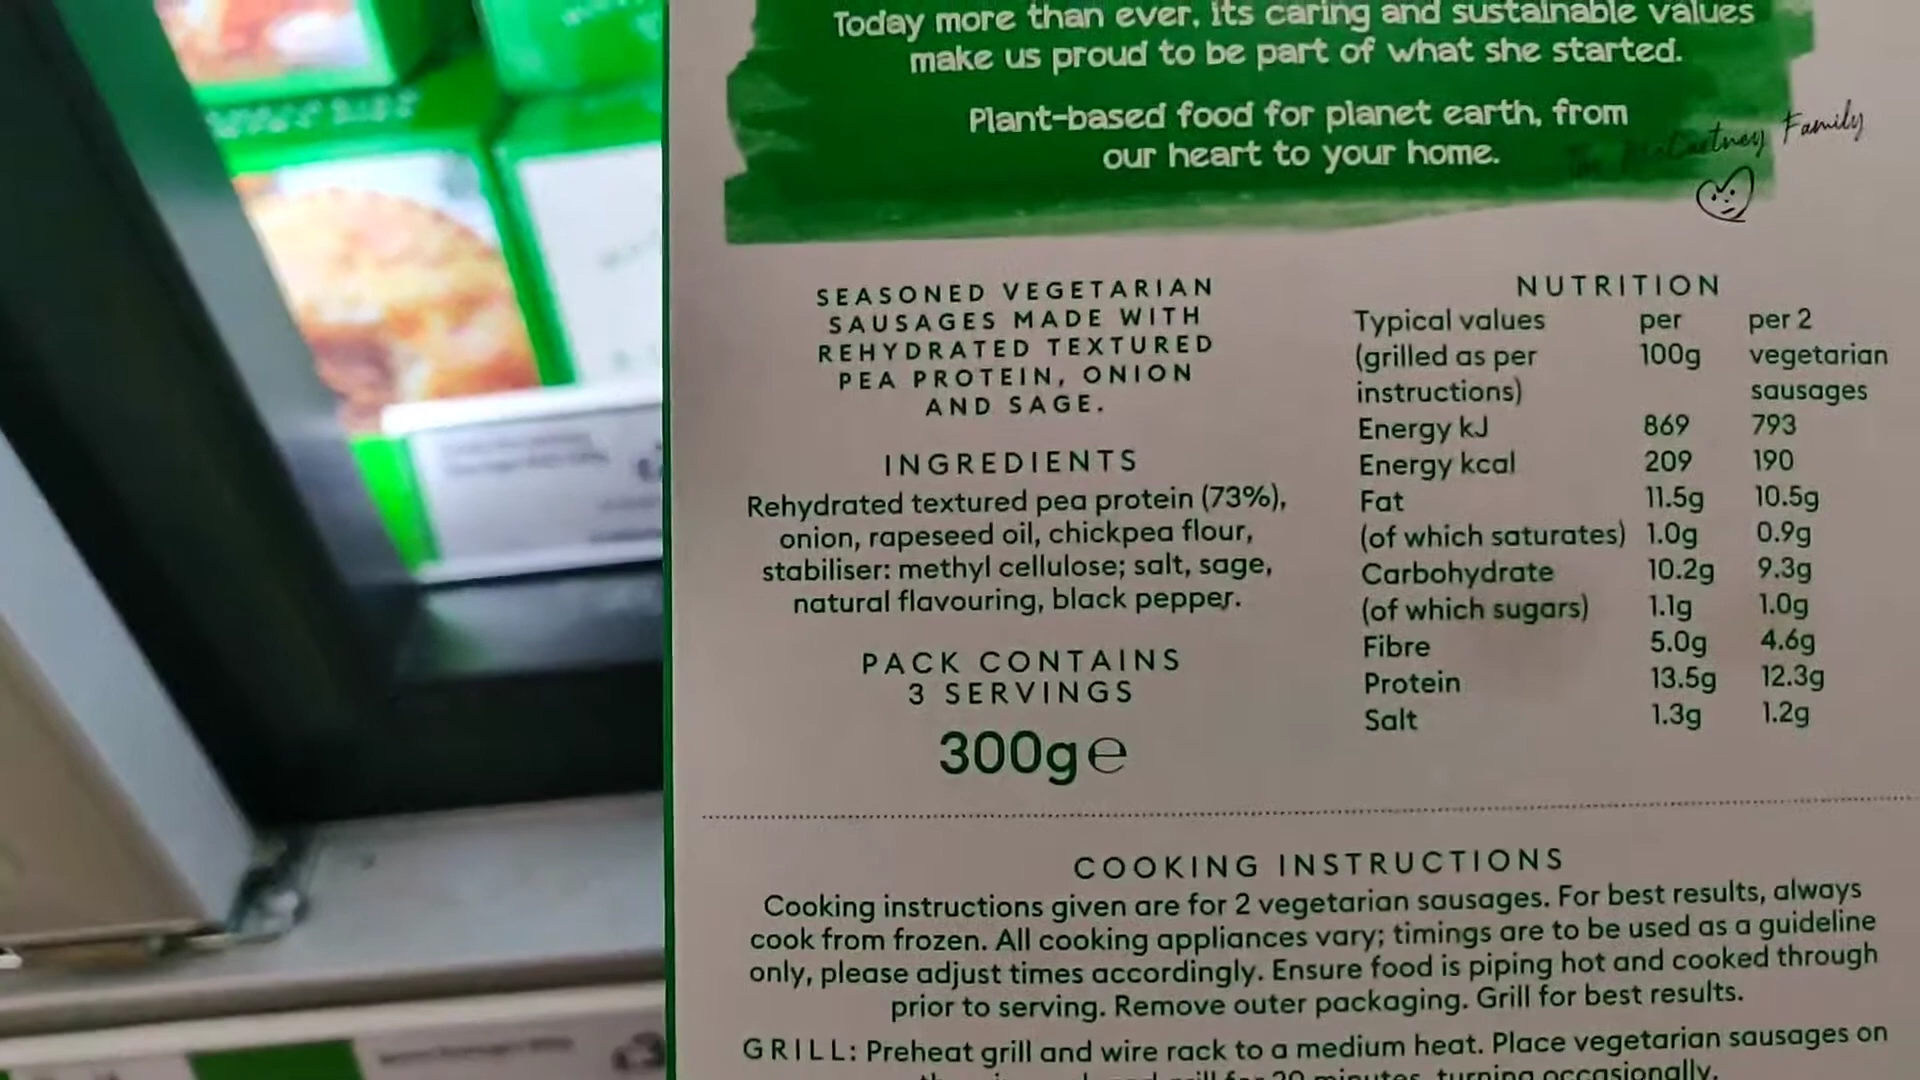 Today more than ever, its caring and sustainable values
make us proud to be part of what she started.
Plant-based food for planet earth, from
our heart to your home.
The McCartney Family
SEASONED VEGETARIAN
SAUSAGES MADE WITH
REHYDRATED TEXTURED
PEA PROTEIN, ONION
AND SAGE.
INGREDIENTS
Rehydrated textured pea protein (73%),
onion, rapeseed oil, chickpea flour,
stabiliser: methyl cellulose; salt, sage,
natural flavouring, black pepper.
PACK CONTAINS
3 SERVINGS
300g e
NUTRITION
Typical values per per 2
(grilled as per 100g vegetarian
instructions) sausages
Energy kJ 869 793
Energy kcal 209 190
Fat 11.5g 10.5g
(of which saturates) 1.0g 0.9g
Carbohydrate 10.2g 9.3g
(of which sugars) 1.1g 1.0g
Fibre 5.0g 4.6g
Protein 13.5g 12.3g
Salt 1.3g 1.2g
COOKING INSTRUCTIONS
Cooking instructions given are for 2 vegetarian sausages. For best results, always
cook from frozen. All cooking appliances vary; timings are to be used as a guideline
only, please adjust times accordingly. Ensure food is piping hot and cooked through
prior to serving. Remove outer packaging. Grill for best results.
GRILL: Preheat grill and wire rack to a medium heat. Place vegetarian sausages on
20 minutes, turning occasionally.